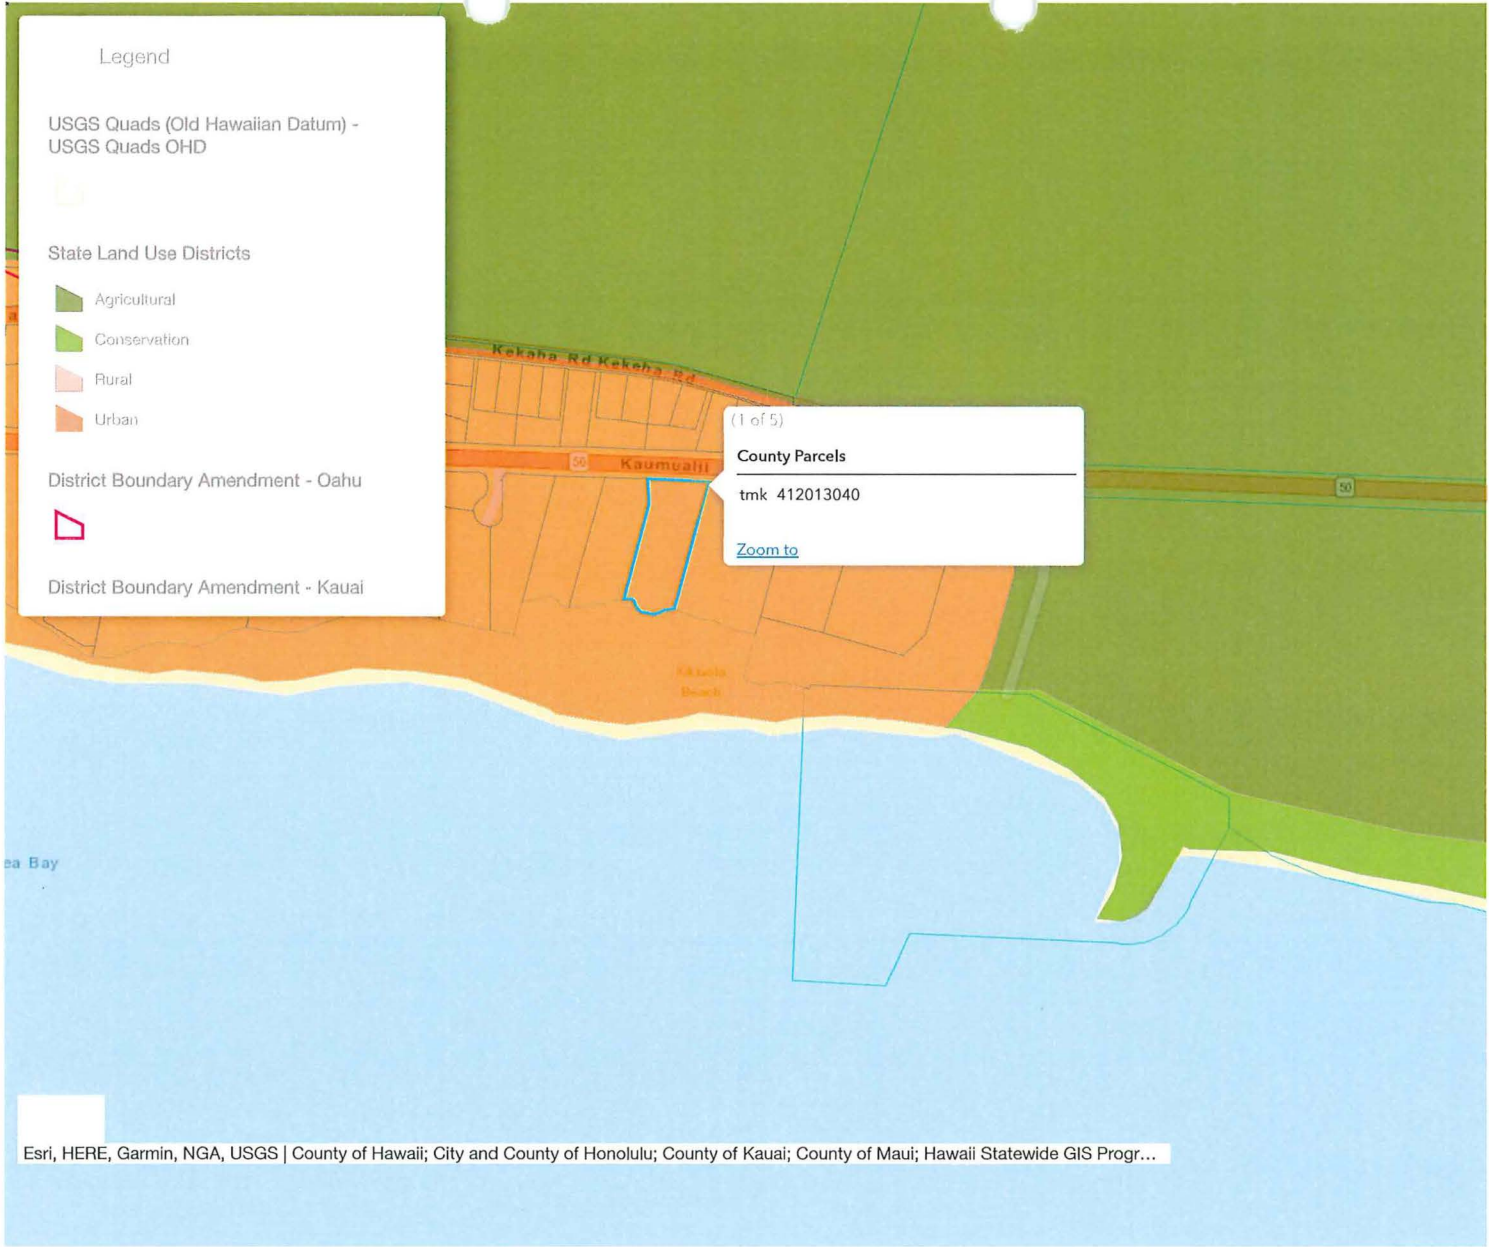 Legend
USGS Quads (Old Hawaiian Datum) -
USGS Quads OHD
State Land Use Districts
Agricultural
Conservation
Rural
Urban
District Boundary Amendment - Oahu
District Boundary Amendment - Kauai
Kekaha Rd Kekaha Rd
50 Kaumualii
(1 of 5)
County Parcels
tmk 412013040
Zoom to
50
Beach
ea Bay
Esri, HERE, Garmin, NGA, USGS | County of Hawaii; City and County of Honolulu; County of Kauai; County of Maui; Hawaii Statewide GIS Progr...